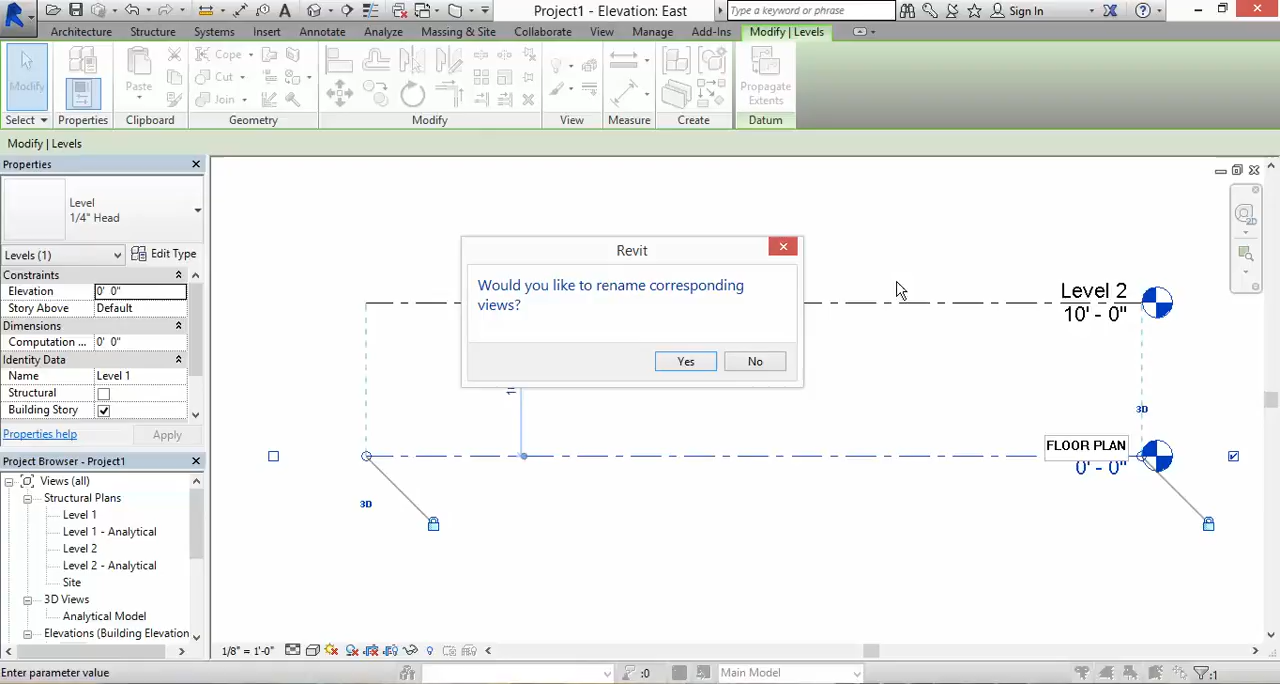 Project1 - Elevation: East
Type a keyword or phrase
Sign In
Architecture Structure Systems Insert Annotate Analyze Massing & Site Collaborate View Manage Add-Ins Modify | Levels
Modify
Cope
Cut
Join
Paste
Propagate
Extents
Select Properties Clipboard Geometry Modify View Measure Create Datum
Modify | Levels
Properties
Level
1/4" Head
Levels (1) Edit Type
Constraints
Elevation 0' 0"
Story Above Default
Dimensions
Computation ... 0' 0"
Identity Data
Name Level 1
Structural
Building Story
Properties help Apply
Project Browser - Project1
Views (all)
Structural Plans
Level 1
Level 1 - Analytical
Level 2
Level 2 - Analytical
Site
3D Views
Analytical Model
Elevations (Building Elevation
Revit
Would you like to rename corresponding
views?
Yes No
Level 2
10' - 0"
3D
FLOOR PLAN
0' - 0"
3D
2D
1/8" = 1'-0"
Enter parameter value
:0
Main Model
:1